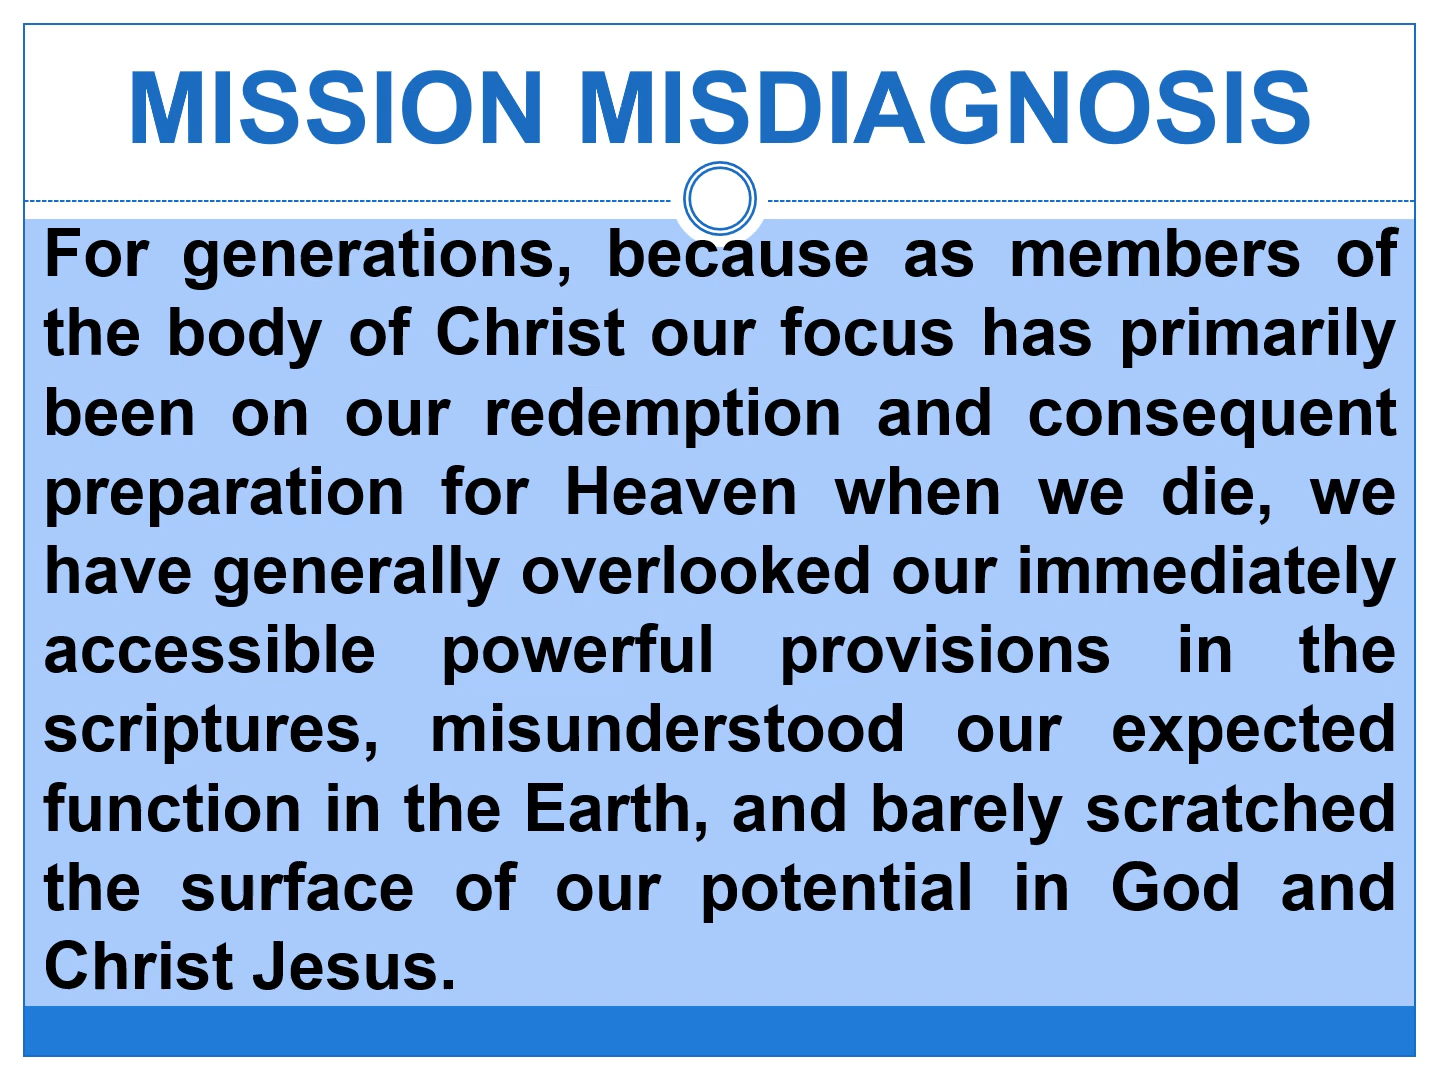 MISSION MISDIAGNOSIS
For generations, because as members of
the body of Christ our focus has primarily
been on our redemption and consequent
preparation for Heaven when we die, we
have generally overlooked our immediately
accessible powerful provisions in the
scriptures, misunderstood our expected
function in the Earth, and barely scratched
the surface of our potential in God and
Christ Jesus.